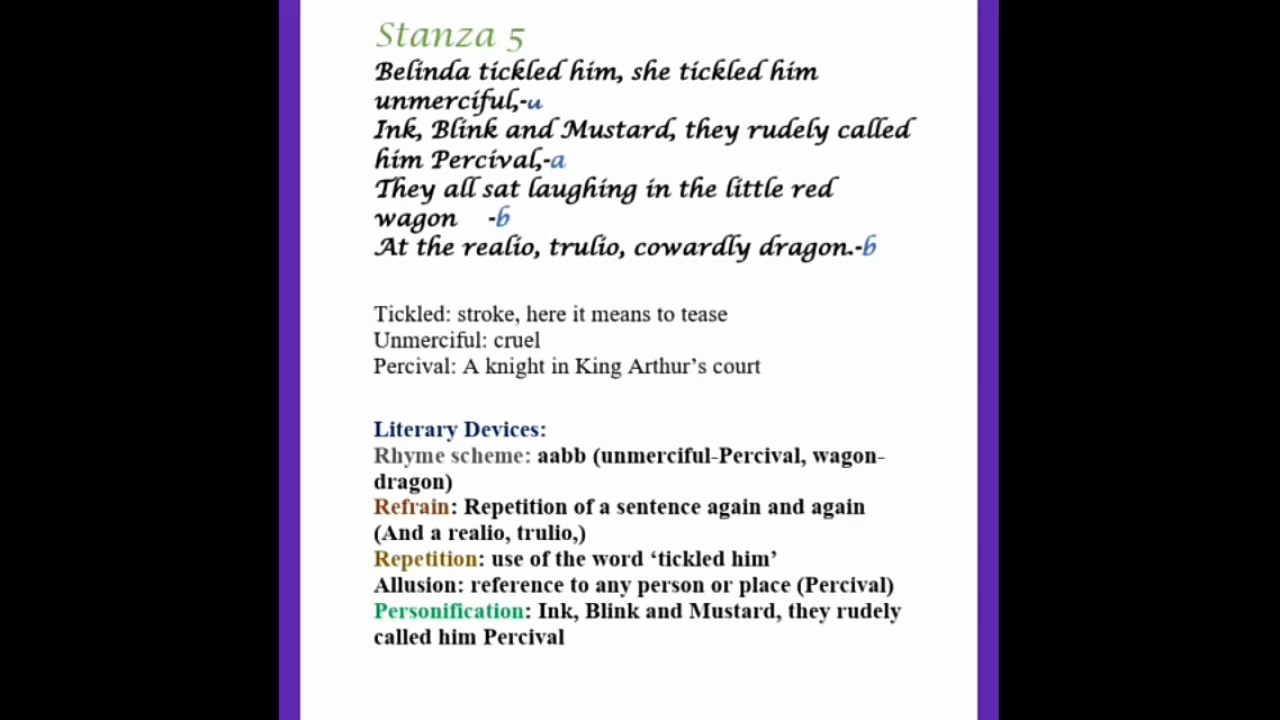 Stanza 5
Belinda tickled him, she tickled him
unmerciful,-u
Ink, Blink and Mustard, they rudely called
him Percival,-a
They all sat laughing in the little red
wagon -b
At the realio, trulio, cowardly dragon.-b
Tickled: stroke, here it means to tease
Unmerciful: cruel
Percival: A knight in King Arthur's court
Literary Devices:
Rhyme scheme: aabb (unmerciful-Percival, wagon-
dragon)
Refrain: Repetition of a sentence again and again
(And a realio, trulio,)
Repetition: use of the word ‘tickled him’
Allusion: reference to any person or place (Percival)
Personification: Ink, Blink and Mustard, they rudely
called him Percival